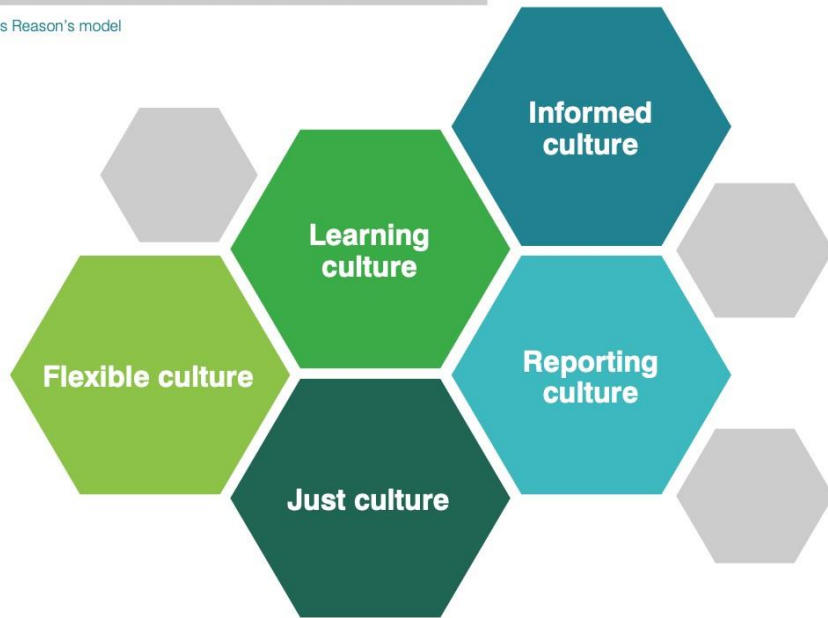 s Reason's model
Informed
culture
Learning
culture
Flexible culture
Reporting
culture
Just culture